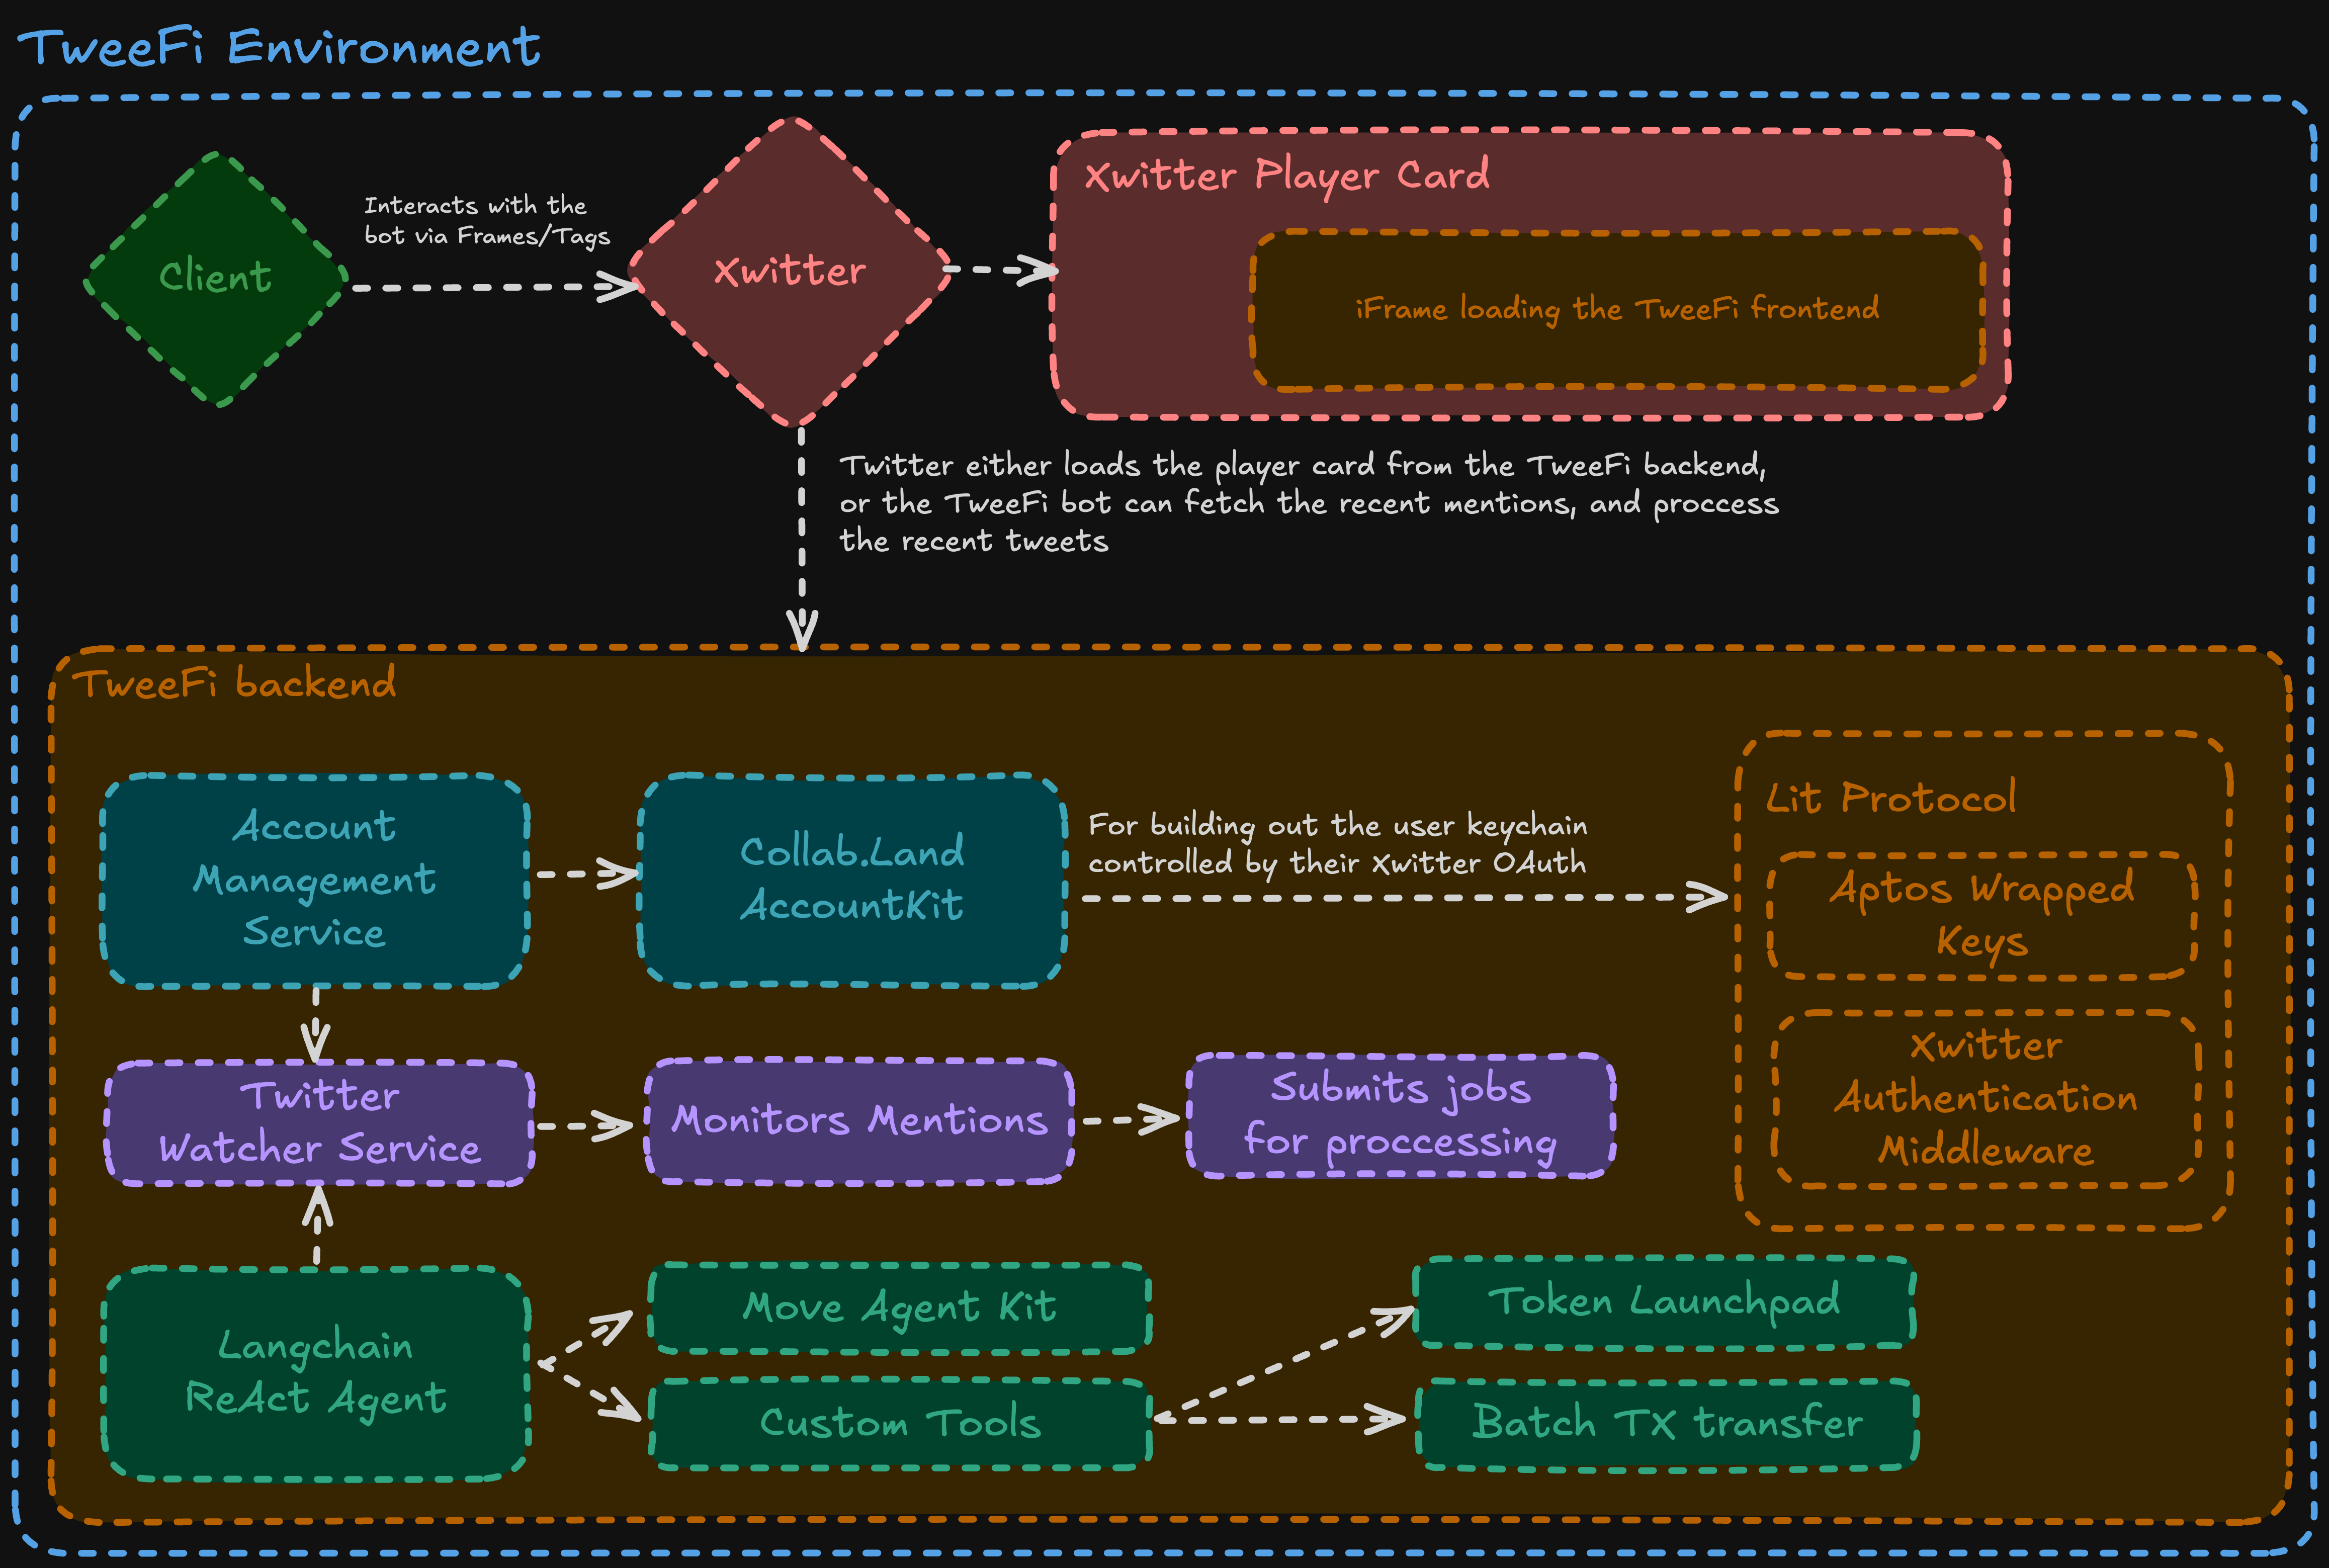 TweeFi Environment
Client
Interacts with the
bot via Frames/Tags
Xwitter
Xwitter Player Card
iFrame loading the TweeFi frontend
Twitter either loads the player card from the TweeFi backend,
or the TweeFi bot can fetch the recent mentions, and proccess
the recent tweets
TweeFi backend
Account
Management
Service
Collab.Land
AccountKit
For building out the user keychain
controlled by their Xwitter OAuth
Lit Protocol
Aptos Wrapped
Keys
Xwitter
Authentication
Middleware
Twitter
Watcher Service
Monitors Mentions
Submits jobs
for proccessing
Langchain
ReAct Agent
Move Agent Kit
Custom Tools
Token Launchpad
Batch TX transfer